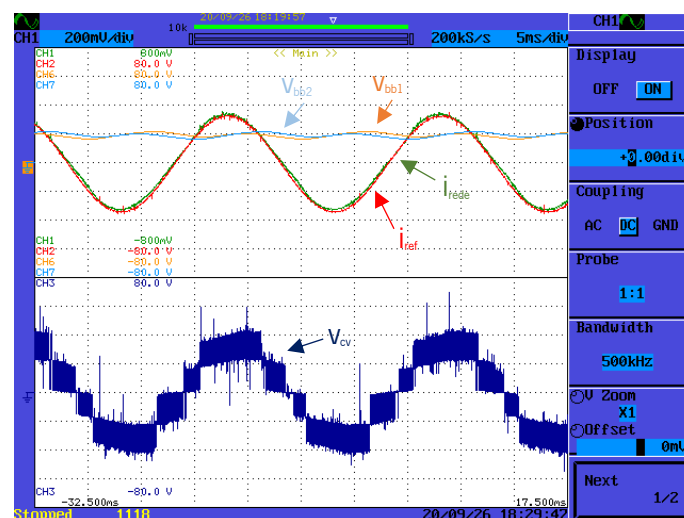 20/09/26 18:19:57
10k
CH1 200mV/div 200kS/s 5ms/div
CH1 800mV << Main >>
CH2 80.0 V
CH6 80.0 V
CH7 80.0 V
Vbb2 Vbb1
irede
iref.
CH1 -800mV
CH2 -80.0 V
CH6 -80.0 V
CH7 -80.0 V
CH3 80.0 V
Vcv
CH3 -80.0 V
-32.500ms 17.500ms
Stopped 1118 20/09/26 18:29:47
CH1
Display
OFF ON
Position
+0.00div
Coupling
AC DC GND
Probe
1:1
Bandwidth
500kHz
V Zoom
X1
Offset
0mV
Next
1/2